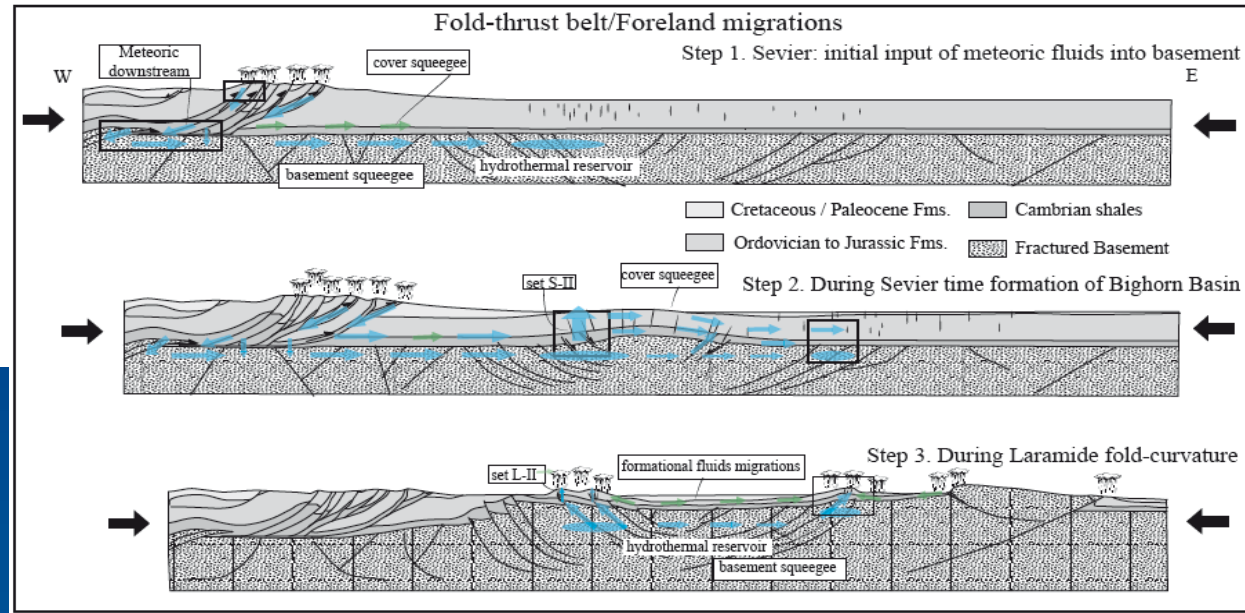 Fold-thrust belt/Foreland migrations
Step 1. Sevier: initial input of meteoric fluids into basement
Meteoric
downstream
cover squeegee
W
E
hydrothermal reservoir
basement squeegee
Cretaceous / Paleocene Fms.
Cambrian shales
Ordovician to Jurassic Fms.
Fractured Basement
Step 2. During Sevier time formation of Bighorn Basin
set S-II
cover squeegee
Step 3. During Laramide fold-curvature
set L-II
formational fluids migrations
hydrothermal reservoir
basement squeegee